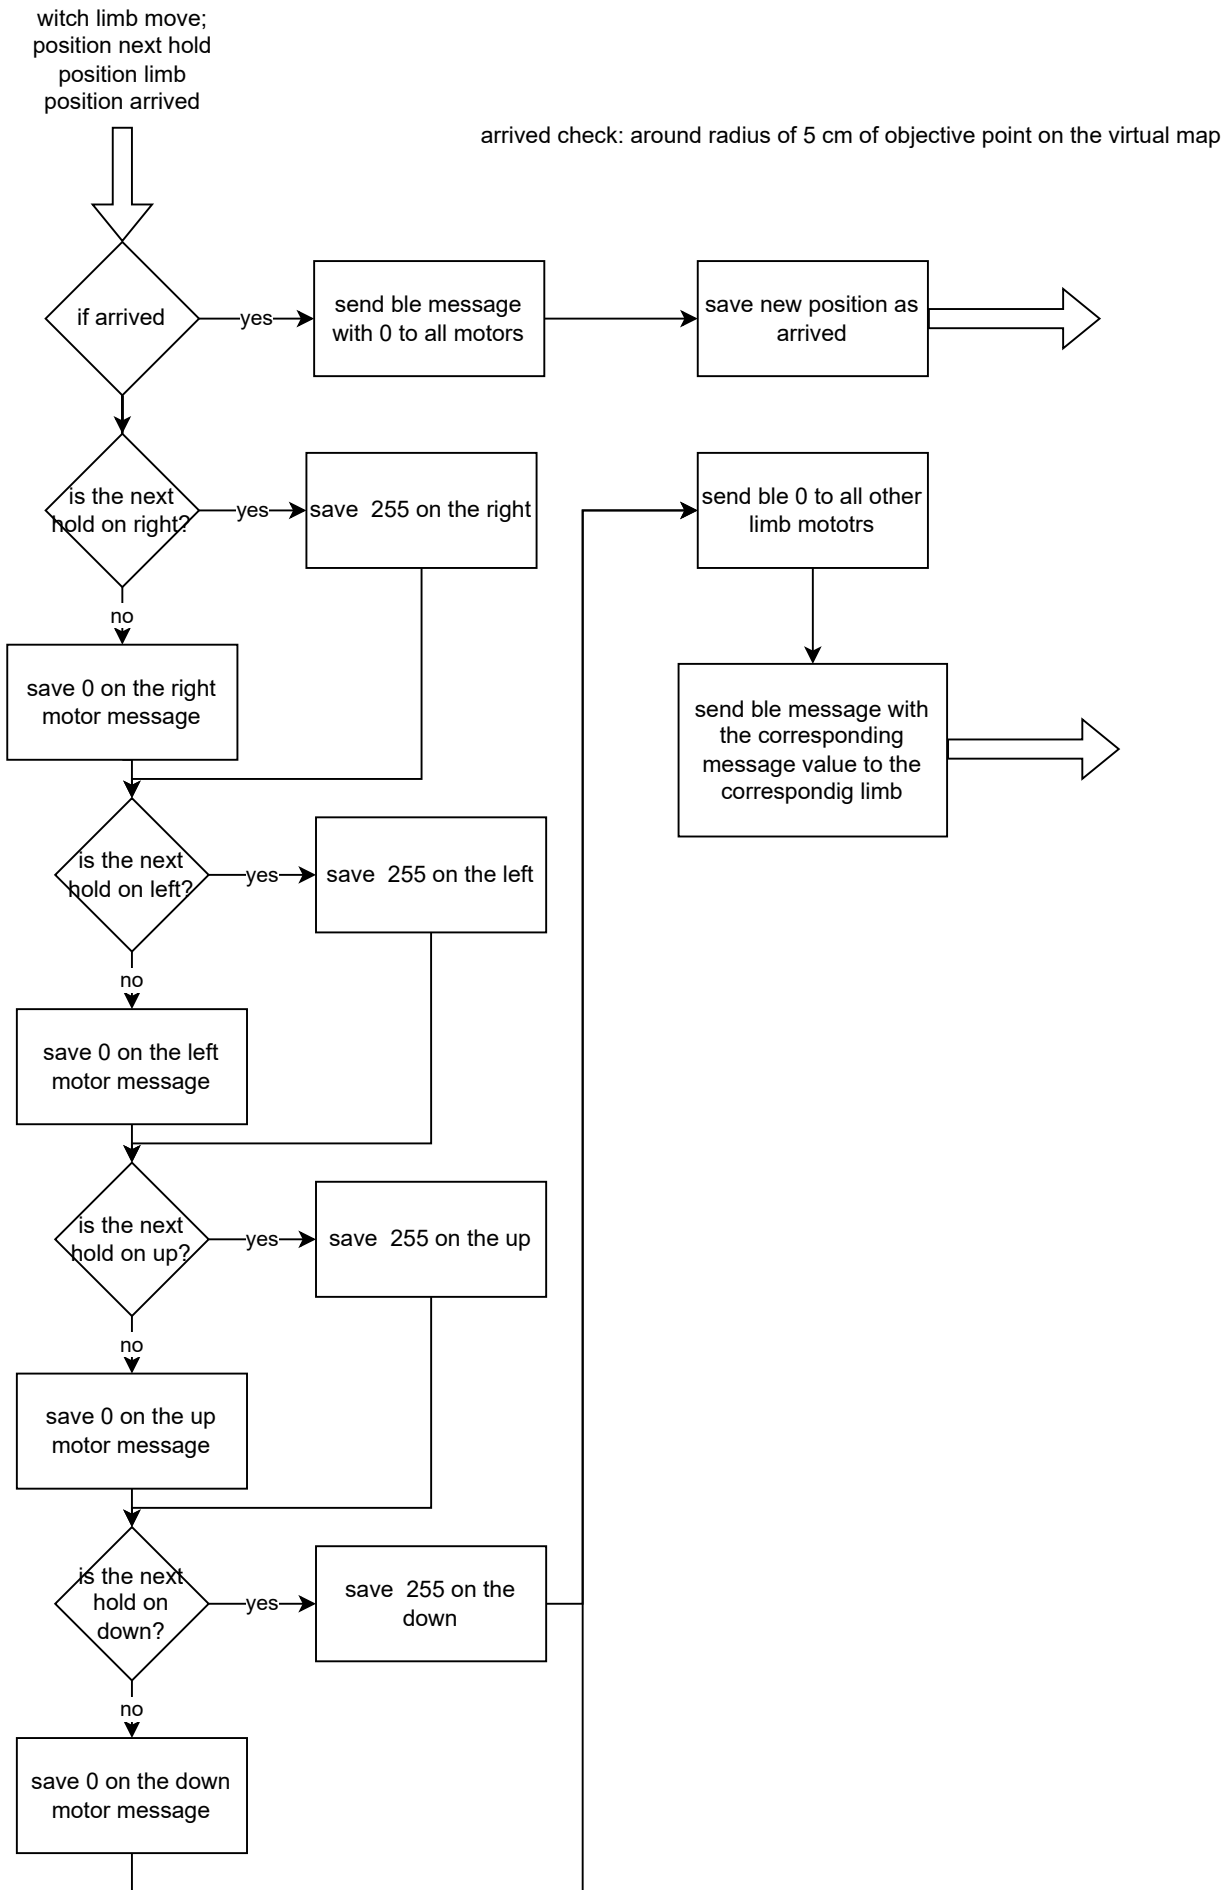 witch limb move;
position next hold
position limb
position arrived
arrived check: around radius of 5 cm of objective point on the virtual map
if arrived
yes
send ble message
with 0 to all motors
save new position as
arrived
is the next
hold on right?
yes
save  255 on the right
send ble 0 to all other
limb mototrs
no
save 0 on the right
motor message
send ble message with
the corresponding
message value to the
correspondig limb
is the next
hold on left?
yes
save  255 on the left
no
save 0 on the left
motor message
is the next
hold on up?
yes
save  255 on the up
no
save 0 on the up
motor message
is the next
hold on
down?
yes
save  255 on the
down
no
save 0 on the down
motor message